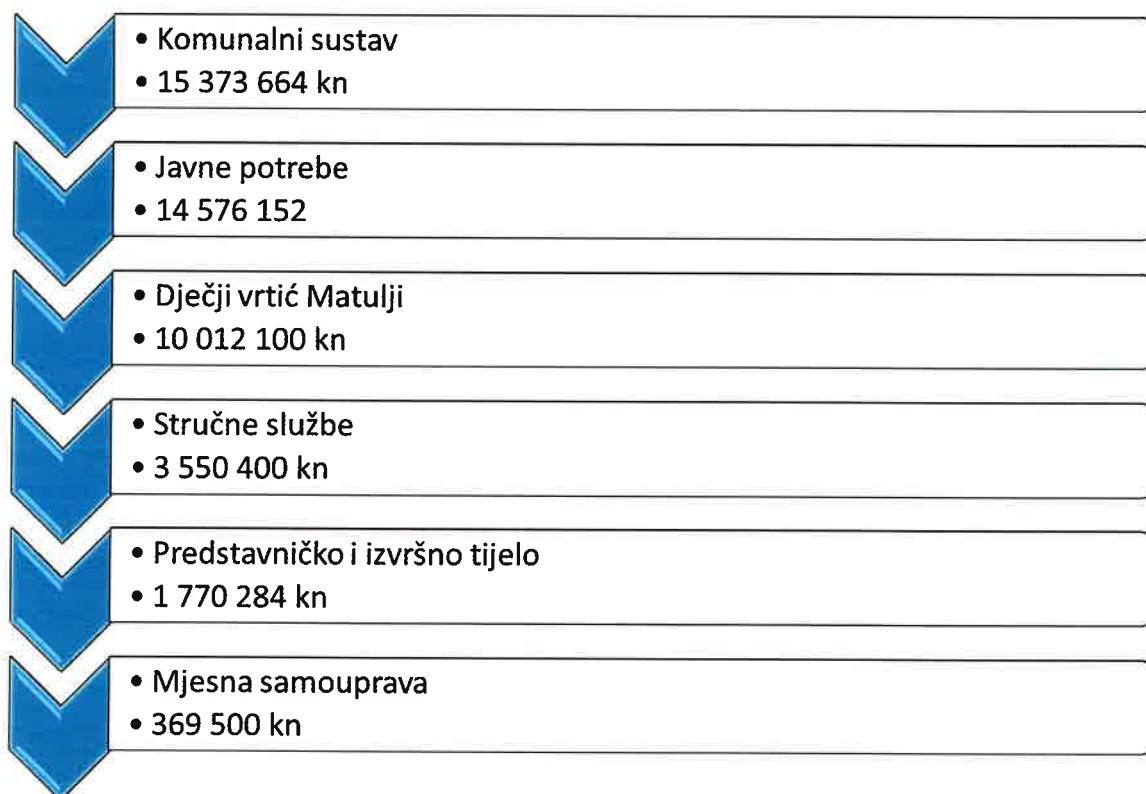 • Komunalni sustav
• 15 373 664 kn
• Javne potrebe
• 14 576 152
• Dječji vrtić Matulji
• 10 012 100 kn
• Stručne službe
• 3 550 400 kn
• Predstavničko i izvršno tijelo
• 1 770 284 kn
• Mjesna samouprava
• 369 500 kn